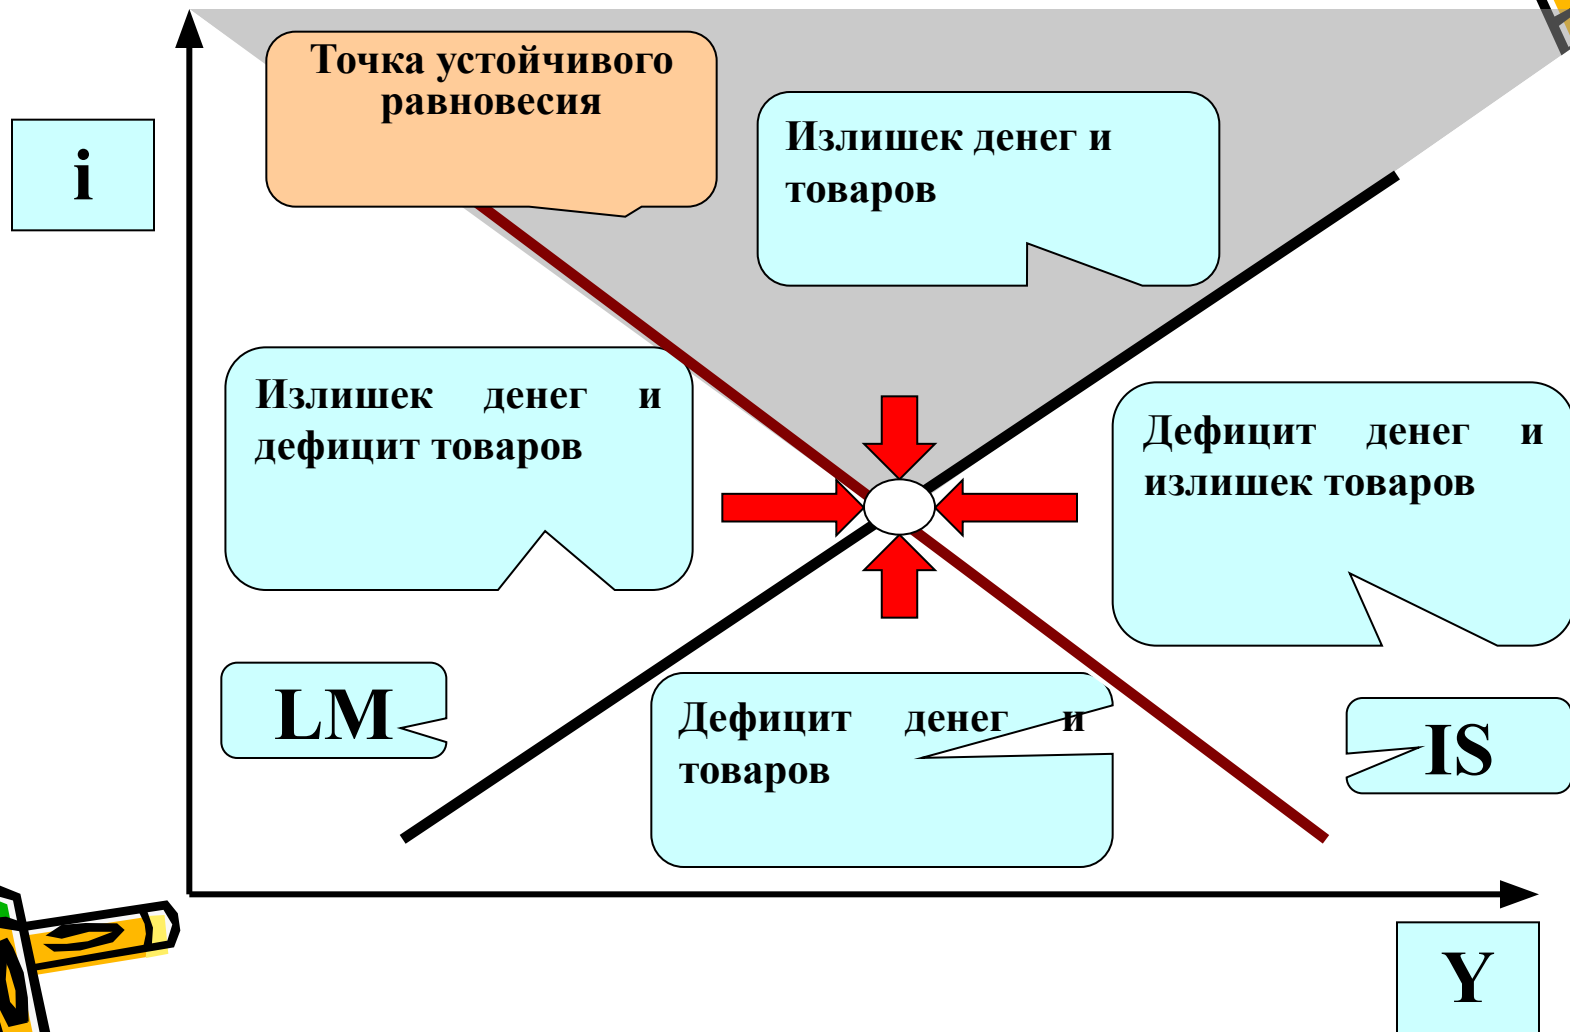 Точка устойчивого
равновесия
i
Излишек денег и
товаров
Излишек денег и
дефицит товаров
Дефицит денег и
излишек товаров
LM
Дефицит денег и
товаров
IS
Y